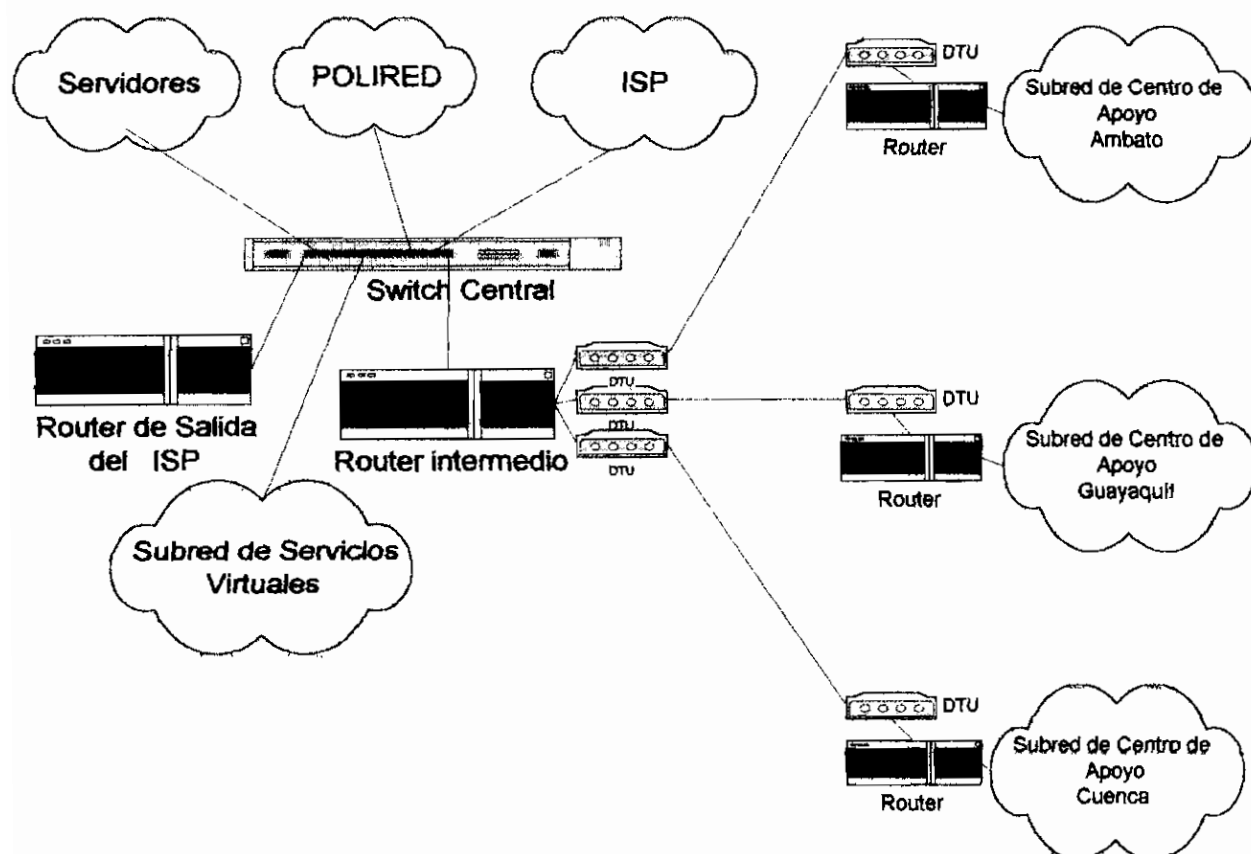 Servidores
POLIRED
ISP
DTU
Router
Subred de Centro de
Apoyo
Ambato
Switch Central
Router de Salida
del ISP
Router intermedio
DTU
DTU
DTU
DTU
Router
Subred de Centro de
Apoyo
Guayaquil
Subred de Servicios
Virtuales
DTU
Router
Subred de Centro de
Apoyo
Cuenca